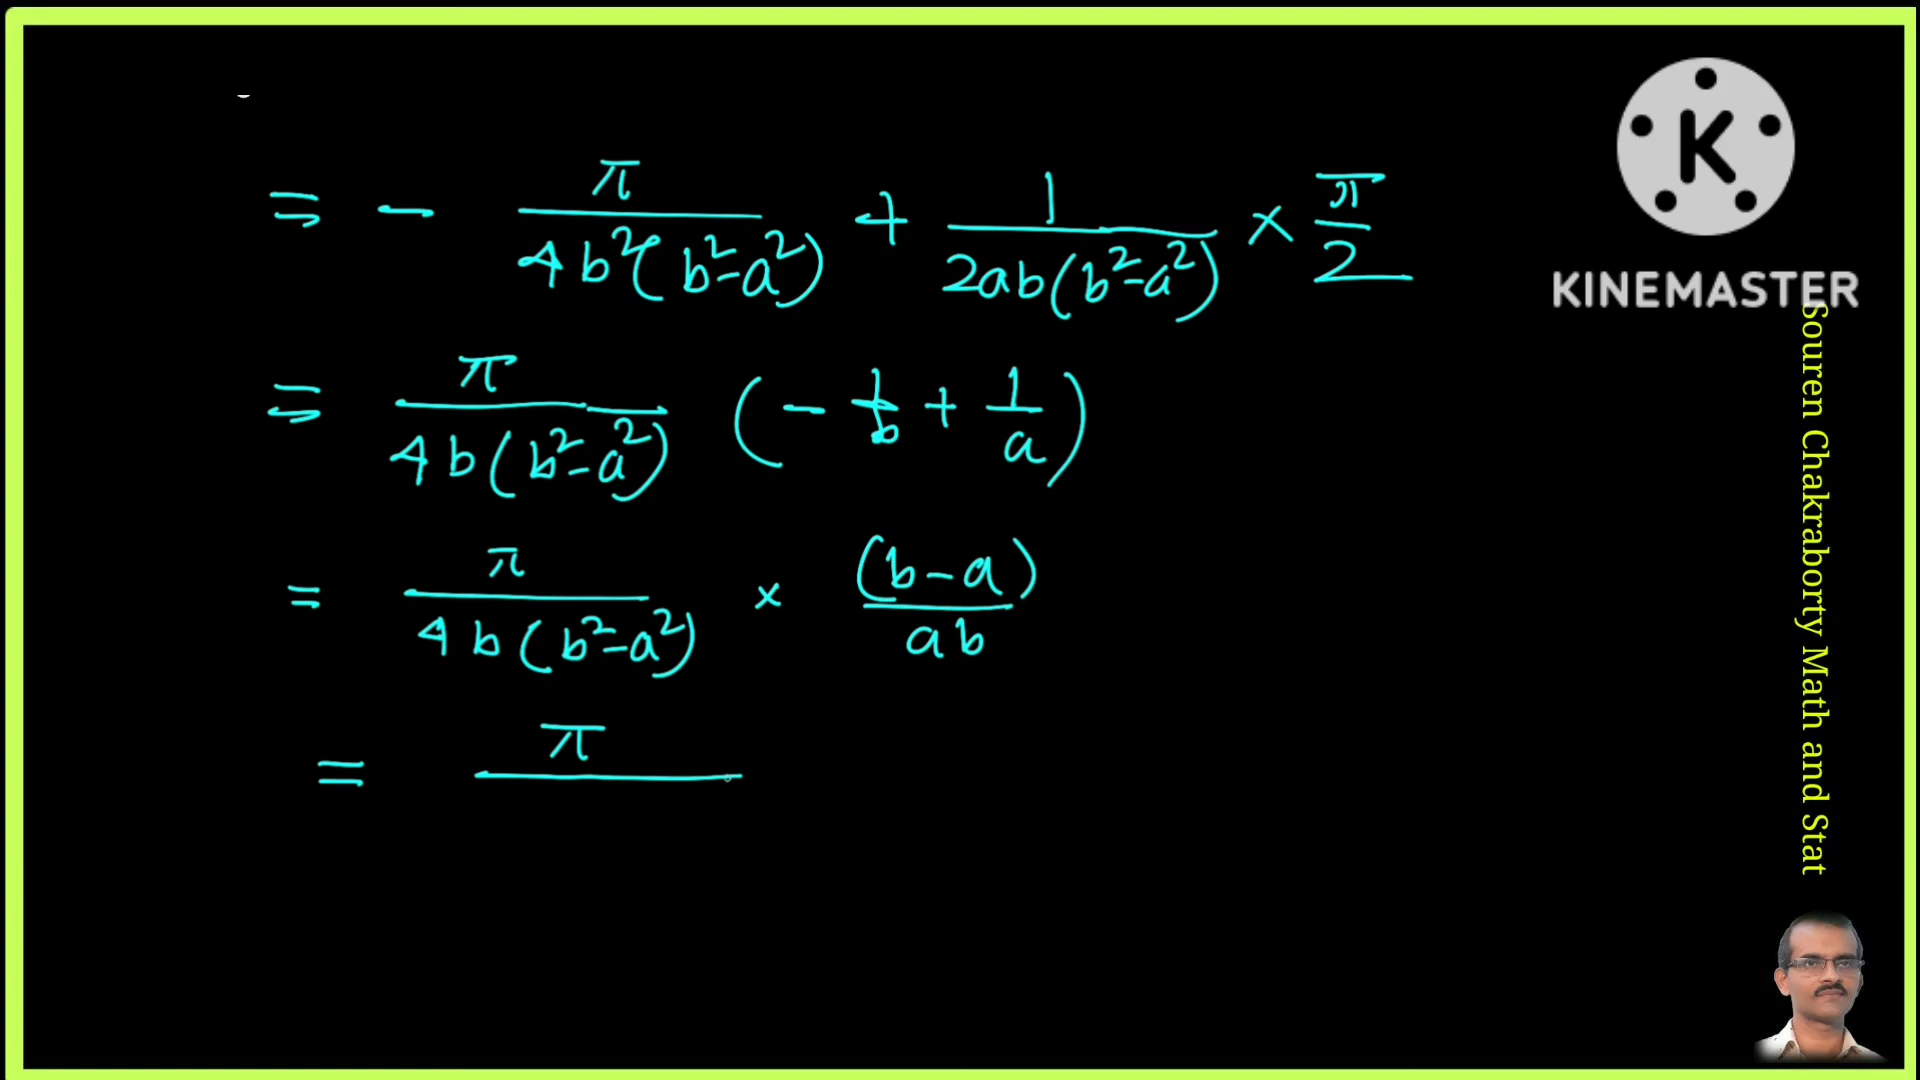 = - π/4b²(b²-a²) + 1/2ab(b²-a²) × π/2
= π/4b(b²-a²) (- 1/b + 1/a)
= π/4b(b²-a²) × (b-a)/ab
= π/
K
KINEMASTER
Souren Chakraborty Math and Stat